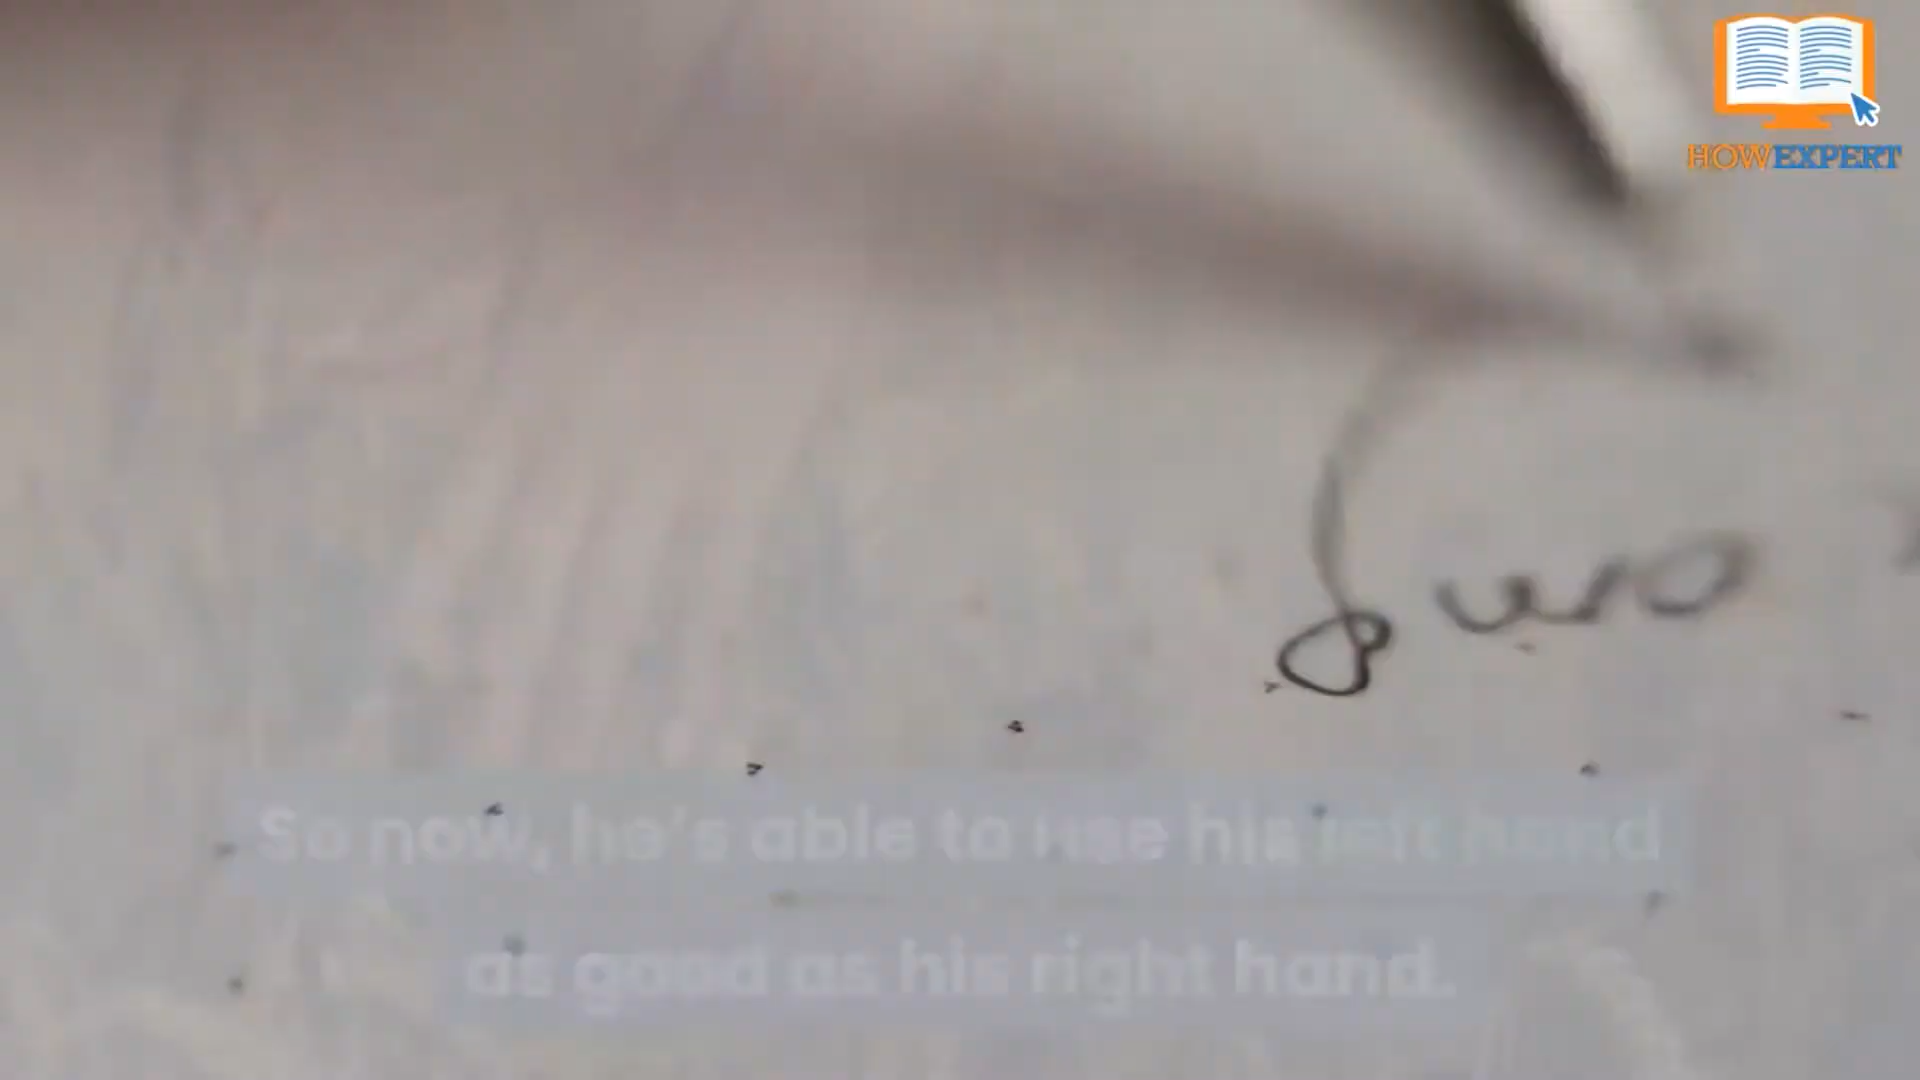 HOWEXPERT
So now, he's able to use his left hand
as good as his right hand.